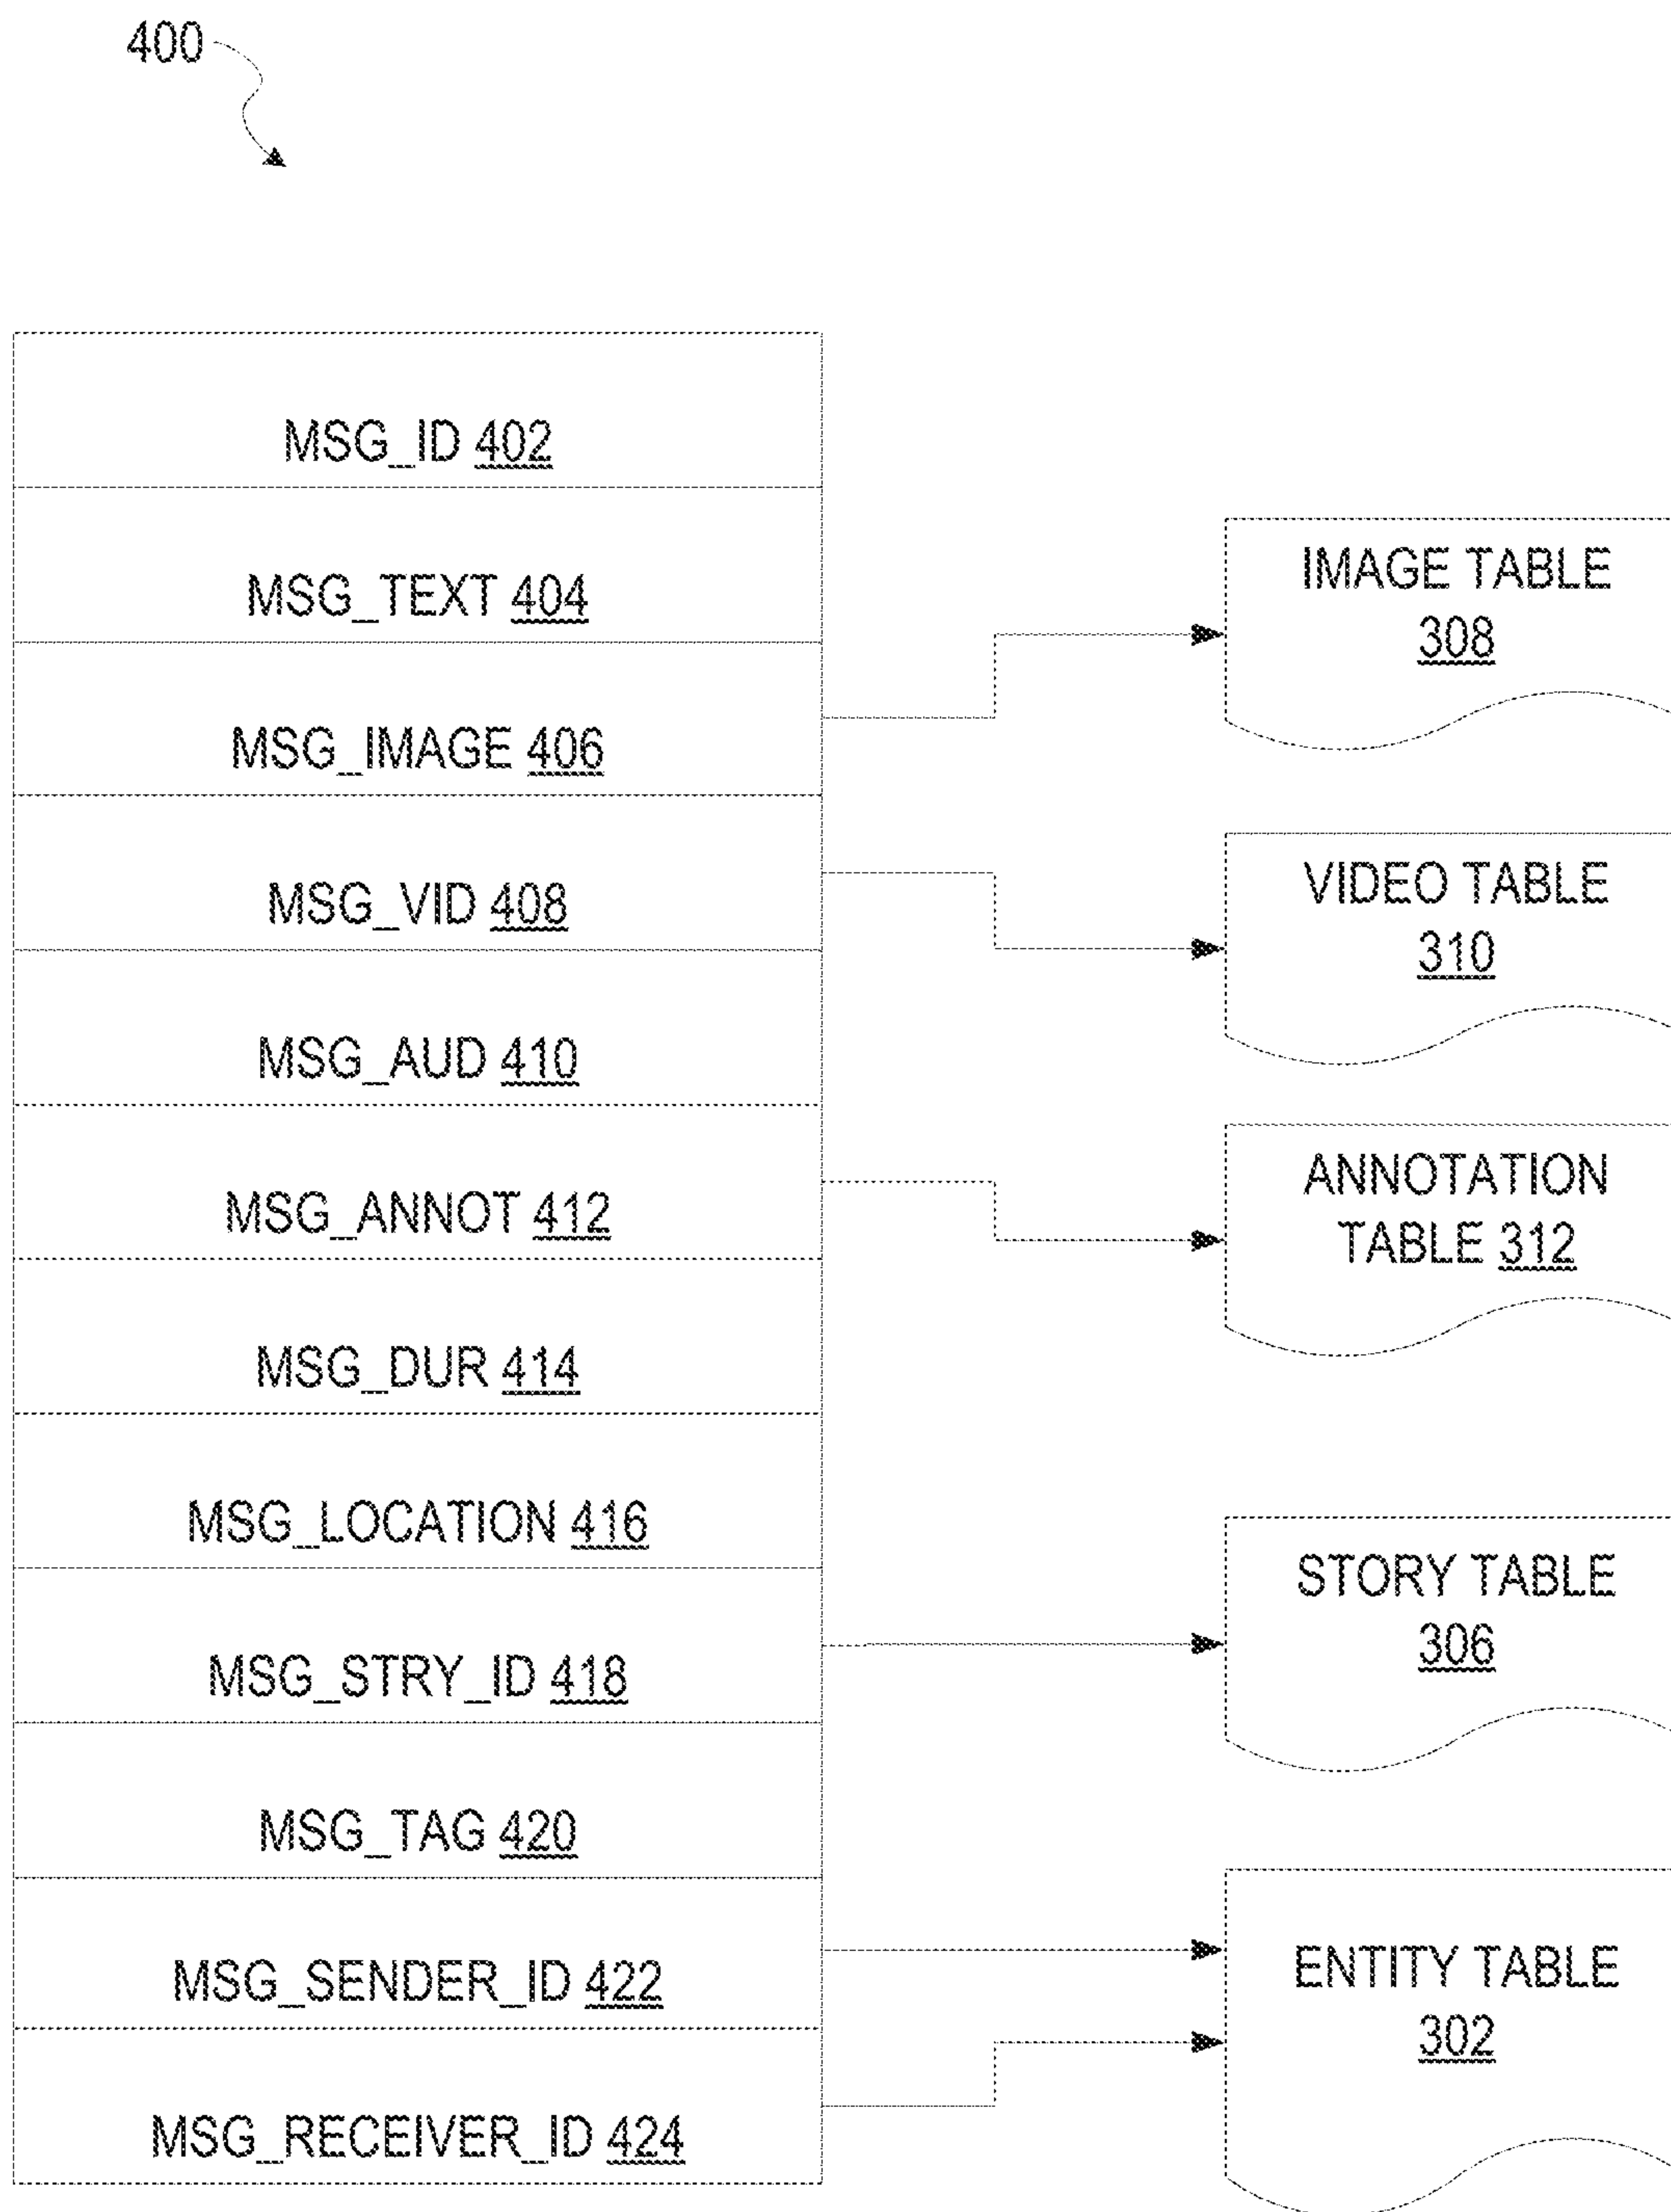 400
MSG_ID 402
MSG_TEXT 404
MSG_IMAGE 406
MSG_VID 408
MSG_AUD 410
MSG_ANNOT 412
MSG_DUR 414
MSG_LOCATION 416
MSG_STRY_ID 418
MSG_TAG 420
MSG_SENDER_ID 422
MSG_RECEIVER_ID 424
IMAGE TABLE
308
VIDEO TABLE
310
ANNOTATION
TABLE 312
STORY TABLE
306
ENTITY TABLE
302